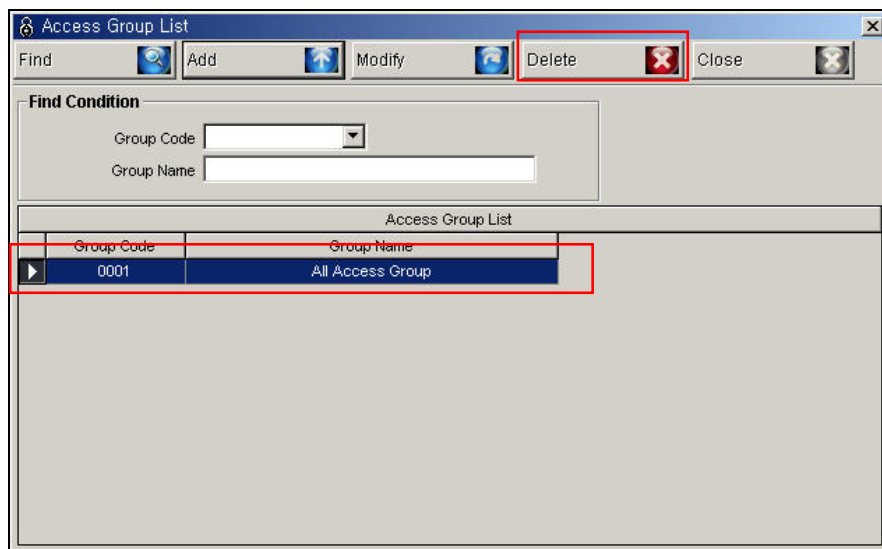 Access Group List
Find Add Modify Delete Close
Find Condition
Group Code
Group Name
Access Group List
Group Code Group Name
0001 All Access Group